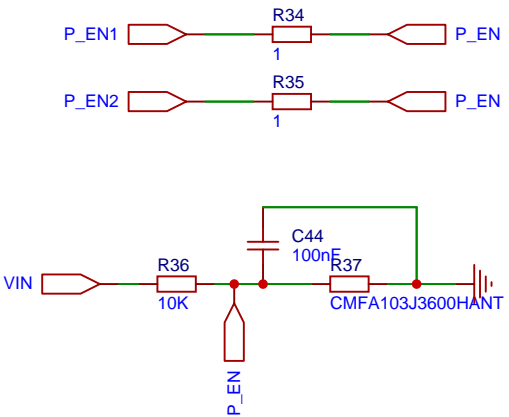 R34
P_EN1
P_EN
1
R35
P_EN2
P_EN
1
C44
100nF
R36
R37
VIN
10K
CMFA103J3600HANT
P_EN